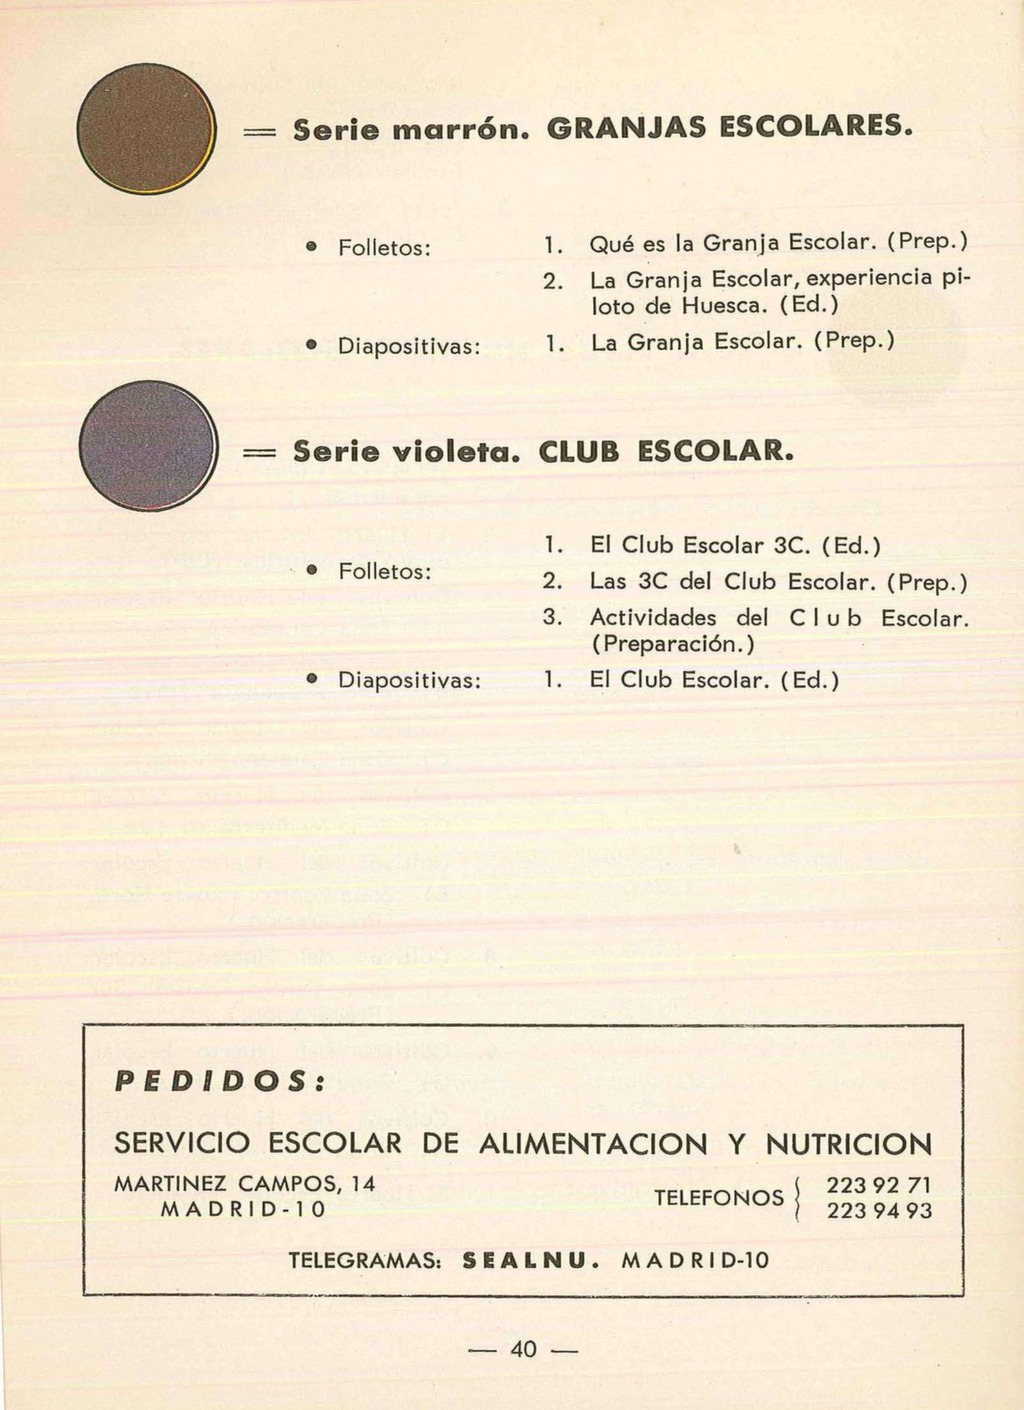 = Serie marrón. GRANJAS ESCOLARES.
• Folletos: 1. Qué es la Granja Escolar. (Prep.)
2. La Granja Escolar, experiencia pi-
loto de Huesca. (Ed.)
• Diapositivas: 1. La Granja Escolar. (Prep.)
= Serie violeta. CLUB ESCOLAR.
1. El Club Escolar 3C. (Ed.)
• Folletos:
2. Las 3C del Club Escolar. (Prep.)
3. Actividades del Club Escolar.
(Preparación.)
• Diapositivas: 1. El Club Escolar. (Ed.)
PEDIDOS:
SERVICIO ESCOLAR DE ALIMENTACION Y NUTRICION
MARTINEZ CAMPOS, 14
MADRID-10
TELEFONOS { 223 92 71
223 94 93
TELEGRAMAS: SEALNU. MADRID-10
— 40 —